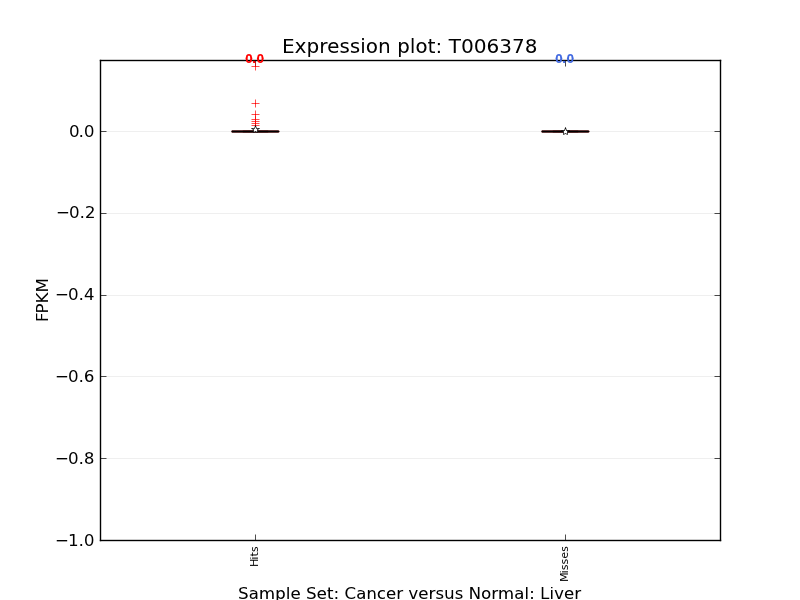 Expression plot: T006378
0.0 0.0
0.0
−0.2
−0.4
−0.6
−0.8
−1.0
FPKM
Hits Misses
Sample Set: Cancer versus Normal: Liver